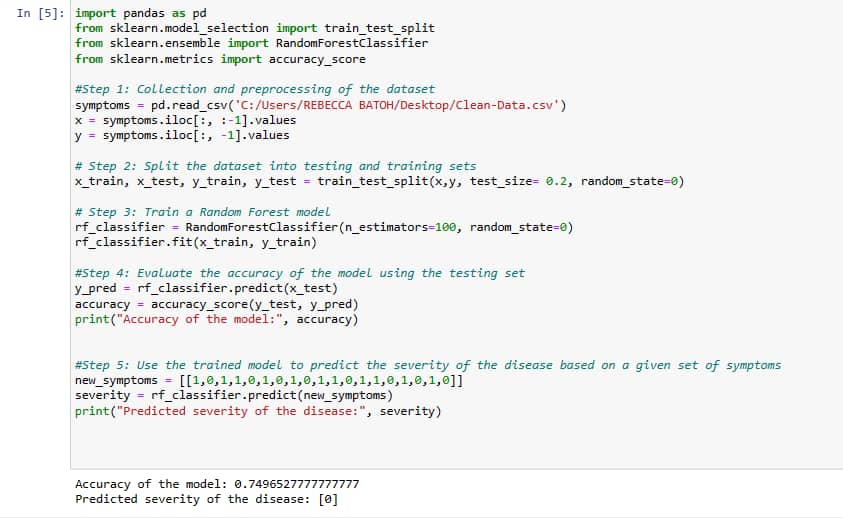 In [5]: import pandas as pd
from sklearn.model_selection import train_test_split
from sklearn.ensemble import RandomForestClassifier
from sklearn.metrics import accuracy_score
#Step 1: Collection and preprocessing of the dataset
symptoms = pd.read_csv('C:/Users/REBECCA BATOH/Desktop/Clean-Data.csv')
x = symptoms.iloc[:, :-1].values
y = symptoms.iloc[:, -1].values
# Step 2: Split the dataset into testing and training sets
x_train, x_test, y_train, y_test = train_test_split(x,y, test_size= 0.2, random_state=0)
# Step 3: Train a Random Forest model
rf_classifier = RandomForestClassifier(n_estimators=100, random_state=0)
rf_classifier.fit(x_train, y_train)
#Step 4: Evaluate the accuracy of the model using the testing set
y_pred = rf_classifier.predict(x_test)
accuracy = accuracy_score(y_test, y_pred)
print("Accuracy of the model:", accuracy)
#Step 5: Use the trained model to predict the severity of the disease based on a given set of symptoms
new_symptoms = [[1,0,1,1,0,1,0,1,0,1,1,0,1,1,0,1,0,1,0]]
severity = rf_classifier.predict(new_symptoms)
print("Predicted severity of the disease:", severity)
Accuracy of the model: 0.7496527777777777
Predicted severity of the disease: [0]